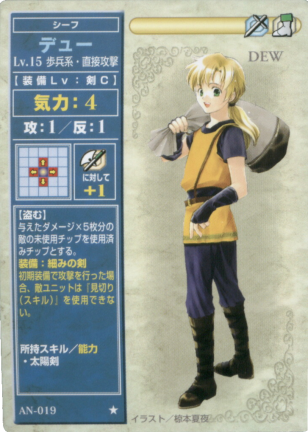 シーフ
デュー
Lv.15 歩兵系・直接攻撃
【装備Lv:剣C】
気力:4
攻:1/反:1
に対して
+1
【盗む】
与えたダメージ×5枚分の
敵の未使用チップを使用済
みチップとする。
装備:細みの剣
初期装備で攻撃を行った場
合、敵ユニットは「見切り
(スキル)」を使用できな
い。
所持スキル/能力
・太陽剣
AN-019
★
DEW
イラスト/椋本夏夜